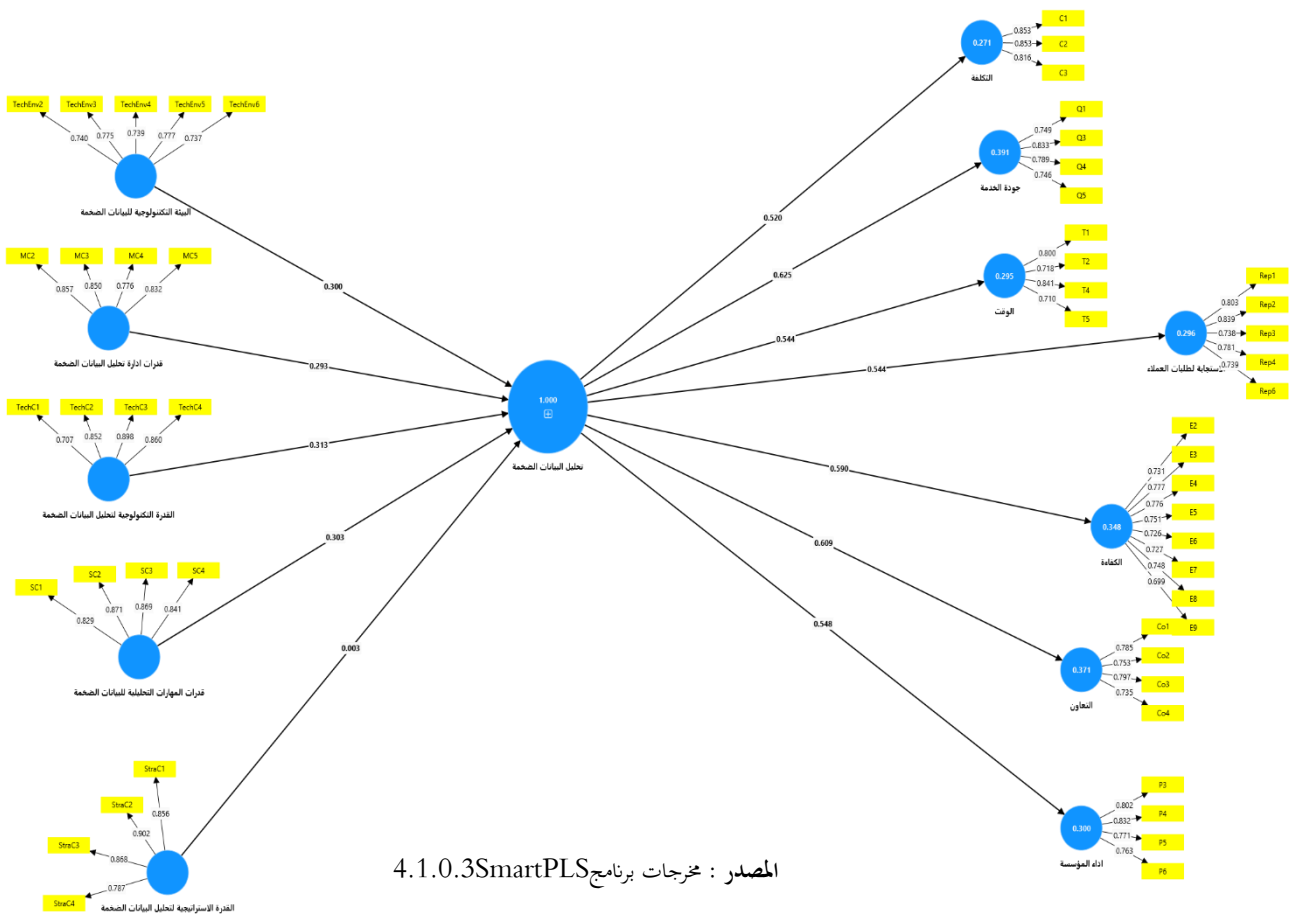 TechEnv2
TechEnv3
TechEnv4
TechEnv5
TechEnv6
0.740
0.775
0.739
0.777
0.737
البيئة التكتنولوجية للبيانات الضخمة
MC2
MC3
MC4
MC5
0.857
0.850
0.776
0.832
قدرات ادارة تحليل البيانات الضخمة
TechC1
TechC2
TechC3
TechC4
0.707
0.852
0.898
0.860
القدرة التكنولوجية لتحليل البيانات الضخمة
SC1
SC2
SC3
SC4
0.829
0.871
0.869
0.841
قدرات المهارات التحليلية للبيانات الضخمة
StraC1
StraC2
StraC3
StraC4
0.856
0.902
0.868
0.787
القدرة الاستراتيجية لتحليل البيانات الضخمة
0.300
0.293
0.313
0.303
0.003
1.000
تحليل البيانات الضخمة
0.520
0.625
0.544
0.544
0.590
0.609
0.548
0.271
التكلفة
0.853
0.853
0.816
C1
C2
C3
0.391
جودة الخدمة
0.749
0.833
0.789
0.746
Q1
Q3
Q4
Q5
0.295
الوقت
0.800
0.718
0.841
0.710
T1
T2
T4
T5
0.296
لاستجابة لطلبات العملاء
0.803
0.839
0.738
0.781
0.739
Rep1
Rep2
Rep3
Rep4
Rep6
0.348
الكفاءة
0.731
0.777
0.776
0.751
0.726
0.727
0.748
0.699
E2
E3
E4
E5
E6
E7
E8
E9
0.371
التعاون
0.785
0.753
0.797
0.735
Co1
Co2
Co3
Co4
0.300
اداء المؤسسة
0.802
0.832
0.771
0.763
P3
P4
P5
P6
المصدر : مخرجات برنامج4.1.0.3SmartPLS